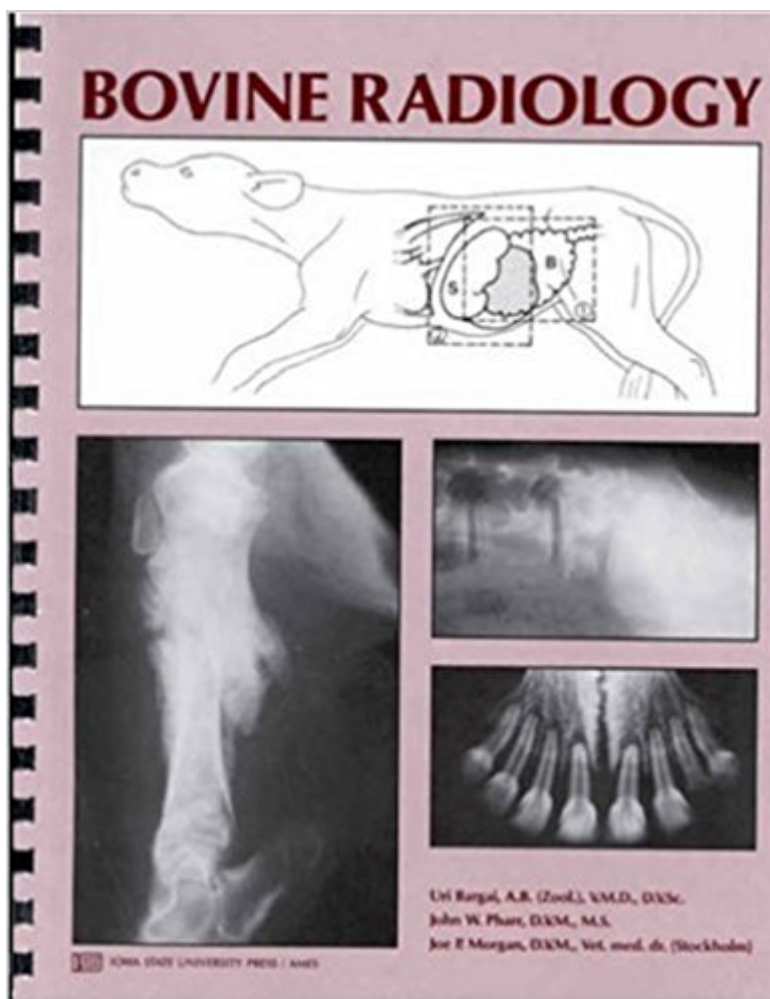 BOVINE RADIOLOGY
S
B
Uri Bargai, A.B. (Zool.), V.M.D., D.V.Sc.
John W. Pharr, D.V.M., M.S.
Joe P. Morgan, D.V.M., Vet. med. dr. (Stockholm)
IOWA STATE UNIVERSITY PRESS / AMES